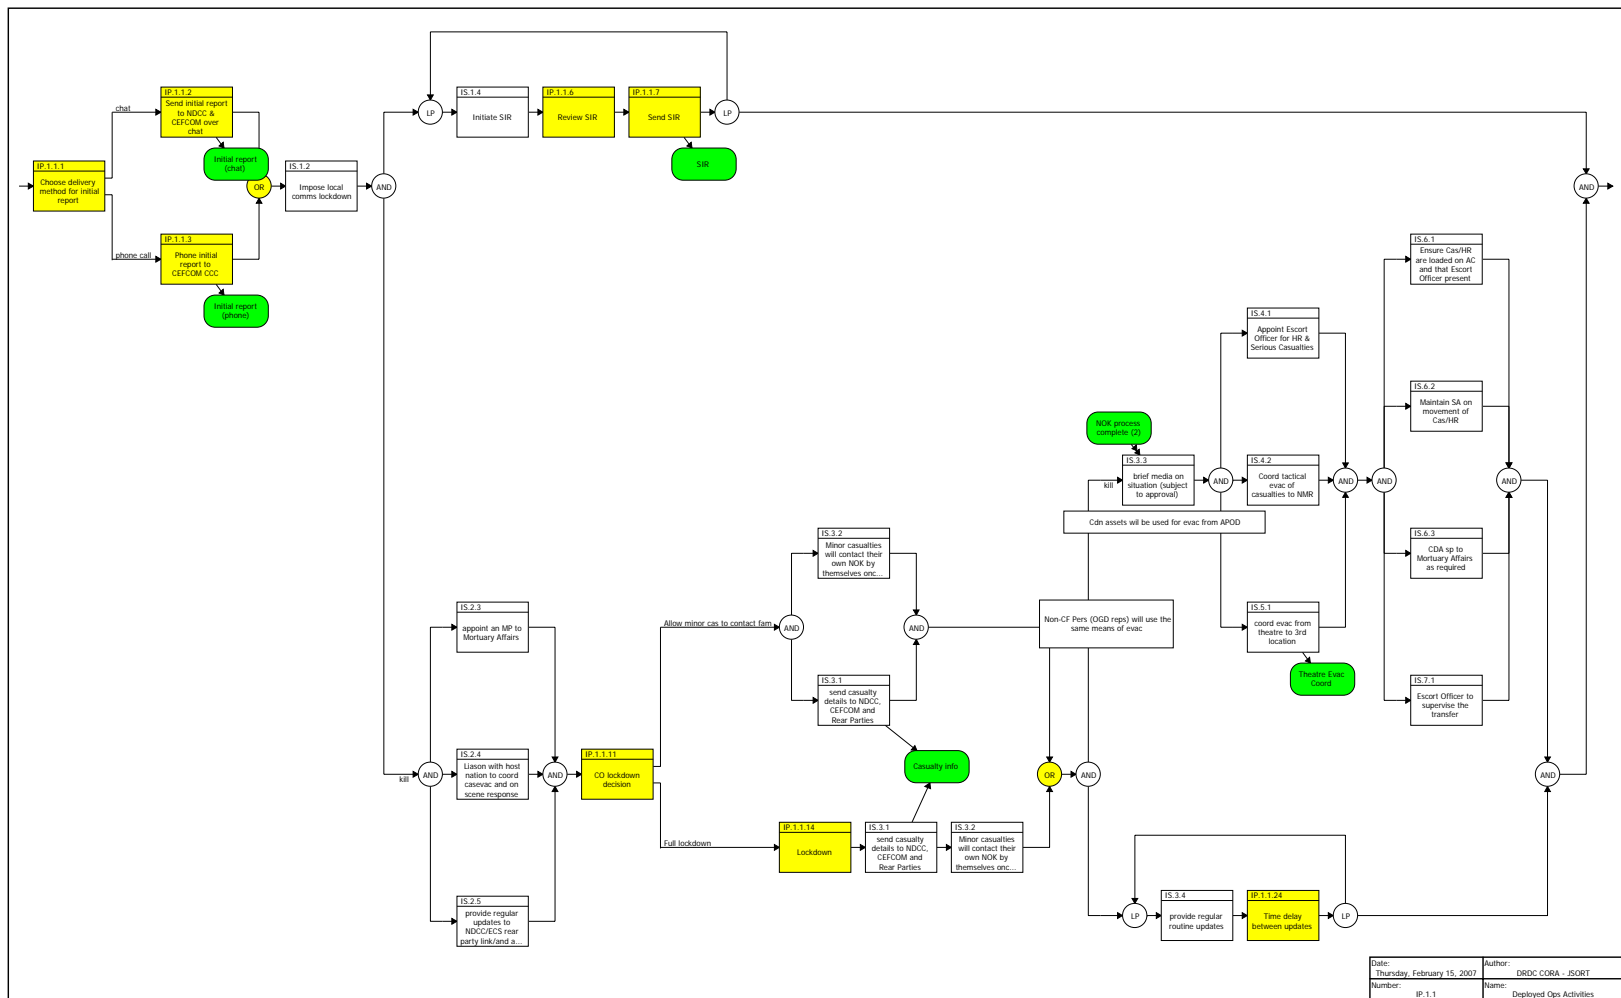 IP.1.1.1
Choose delivery
method for initial
report
chat
phone call
IP.1.1.2
Send initial report
to NDCC &
CEFCOM over
chat
Initial report
(chat)
IP.1.1.3
Phone initial
report to
CEFCOM CCC
Initial report
(phone)
OR
IS.1.2
Impose local
comms lockdown
AND
LP
IS.1.4
Initiate SIR
IP.1.1.6
Review SIR
IP.1.1.7
Send SIR
LP
SIR
AND
kill
AND
IS.2.3
appoint an MP to
Mortuary Affairs
IS.2.4
Liason with host
nation to coord
casevac and on
scene response
IS.2.5
provide regular
updates to
NDCC/ECS rear
party link/and a...
AND
IP.1.1.11
CO lockdown
decision
Allow minor cas to contact fam
Full lockdown
AND
IS.3.2
Minor casualties
will contact their
own NOK by
themselves onc...
IS.3.1
send casualty
details to NDCC,
CEFCOM and
Rear Parties
AND
Casualty info
IP.1.1.14
Lockdown
IS.3.1
send casualty
details to NDCC,
CEFCOM and
Rear Parties
IS.3.2
Minor casualties
will contact their
own NOK by
themselves onc...
Non-CF Pers (OGD reps) will use the
same means of evac
OR
AND
kill
NOK process
complete (2)
IS.3.3
brief media on
situation (subject
to approval)
Cdn assets wil be used for evac from APOD
AND
IS.4.1
Appoint Escort
Officer for HR &
Serious Casualties
IS.4.2
Coord tactical
evac of
casualties to NMR
IS.5.1
coord evac from
theatre to 3rd
location
Theatre Evac
Coord
AND
AND
IS.6.1
Ensure Cas/HR
are loaded on AC
and that Escort
Officer present
IS.6.2
Maintain SA on
movement of
Cas/HR
IS.6.3
CDA sp to
Mortuary Affairs
as required
IS.7.1
Escort Officer to
supervise the
transfer
AND
AND
LP
IS.3.4
provide regular
routine updates
IP.1.1.24
Time delay
between updates
LP
Date:
Thursday, February 15, 2007
Author:
DRDC CORA - JSORT
Number:
IP.1.1
Name:
Deployed Ops Activities